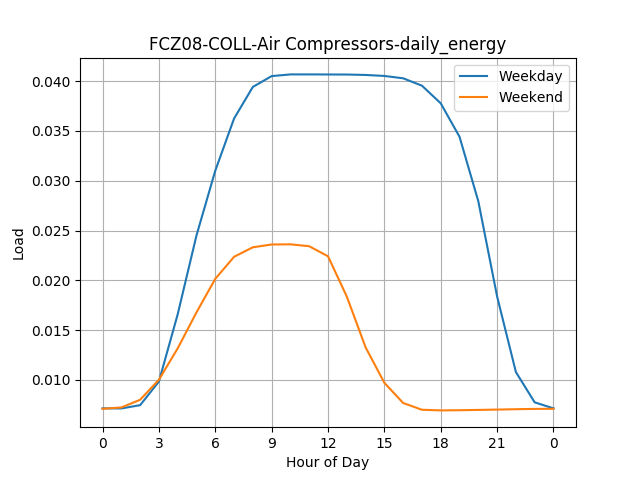 FCZ08-COLL-Air Compressors-daily_energy
Weekday
Weekend
Load
0.040
0.035
0.030
0.025
0.020
0.015
0.010
0 3 6 9 12 15 18 21 0
Hour of Day